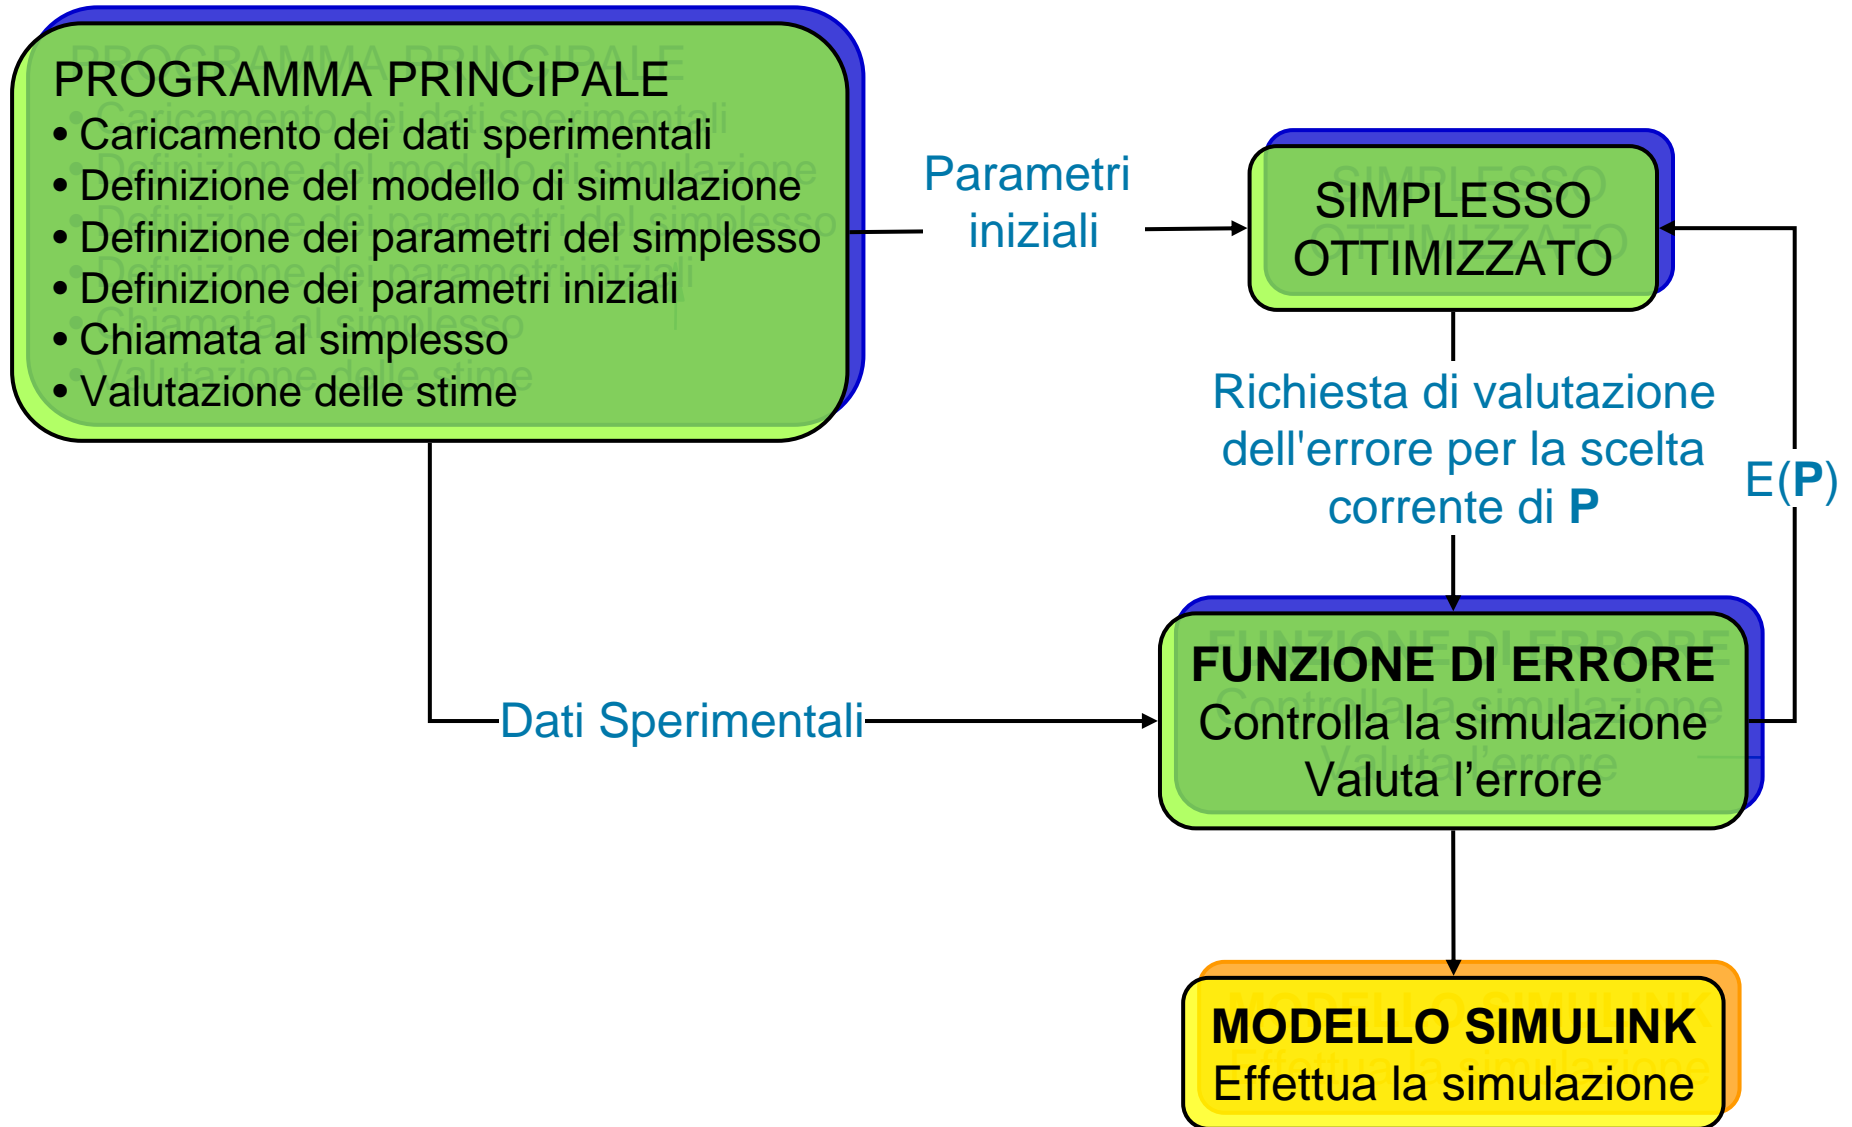 PROGRAMMA PRINCIPALE
• Caricamento dei dati sperimentali
• Definizione del modello di simulazione
• Definizione dei parametri del simplesso
• Definizione dei parametri iniziali
• Chiamata al simplesso
• Valutazione delle stime
Parametri
iniziali
SIMPLESSO
OTTIMIZZATO
Richiesta di valutazione
dell'errore per la scelta
corrente di P
E(P)
Dati Sperimentali
FUNZIONE DI ERRORE
Controlla la simulazione
Valuta l’errore
MODELLO SIMULINK
Effettua la simulazione